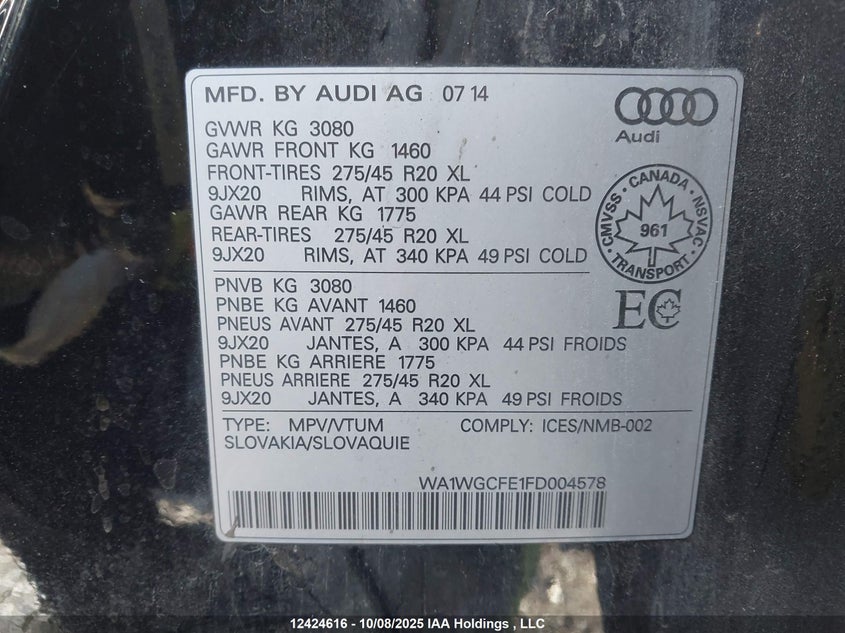 MFD. BY AUDI AG 07 14
Audi
GVWR KG 3080
GAWR FRONT KG 1460
FRONT-TIRES 275/45 R20 XL
9JX20 RIMS, AT 300 KPA 44 PSI COLD
GAWR REAR KG 1775
REAR-TIRES 275/45 R20 XL
9JX20 RIMS, AT 340 KPA 49 PSI COLD
CMVSS · CANADA · NSVAC · TRANSPORT ·
961
PNVB KG 3080
PNBE KG AVANT 1460
PNEUS AVANT 275/45 R20 XL
9JX20 JANTES, A 300 KPA 44 PSI FROIDS
PNBE KG ARRIERE 1775
PNEUS ARRIERE 275/45 R20 XL
9JX20 JANTES, A 340 KPA 49 PSI FROIDS
EC
TYPE: MPV/VTUM COMPLY: ICES/NMB-002
SLOVAKIA/SLOVAQUIE
WA1WGCFE1FD004578
12424616 - 10/08/2025 IAA Holdings , LLC